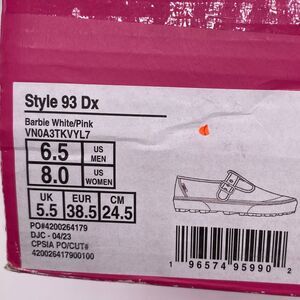 Style 93 Dx
Barbie White/Pink
VN0A3TKVYL7
6.5 US MEN
8.0 US WOMEN
UK EUR CM
5.5 38.5 24.5
PO#4200264179
DJC - 04/23
CPSIA PO/CUT#
420026417900100
1 96574 95990 2